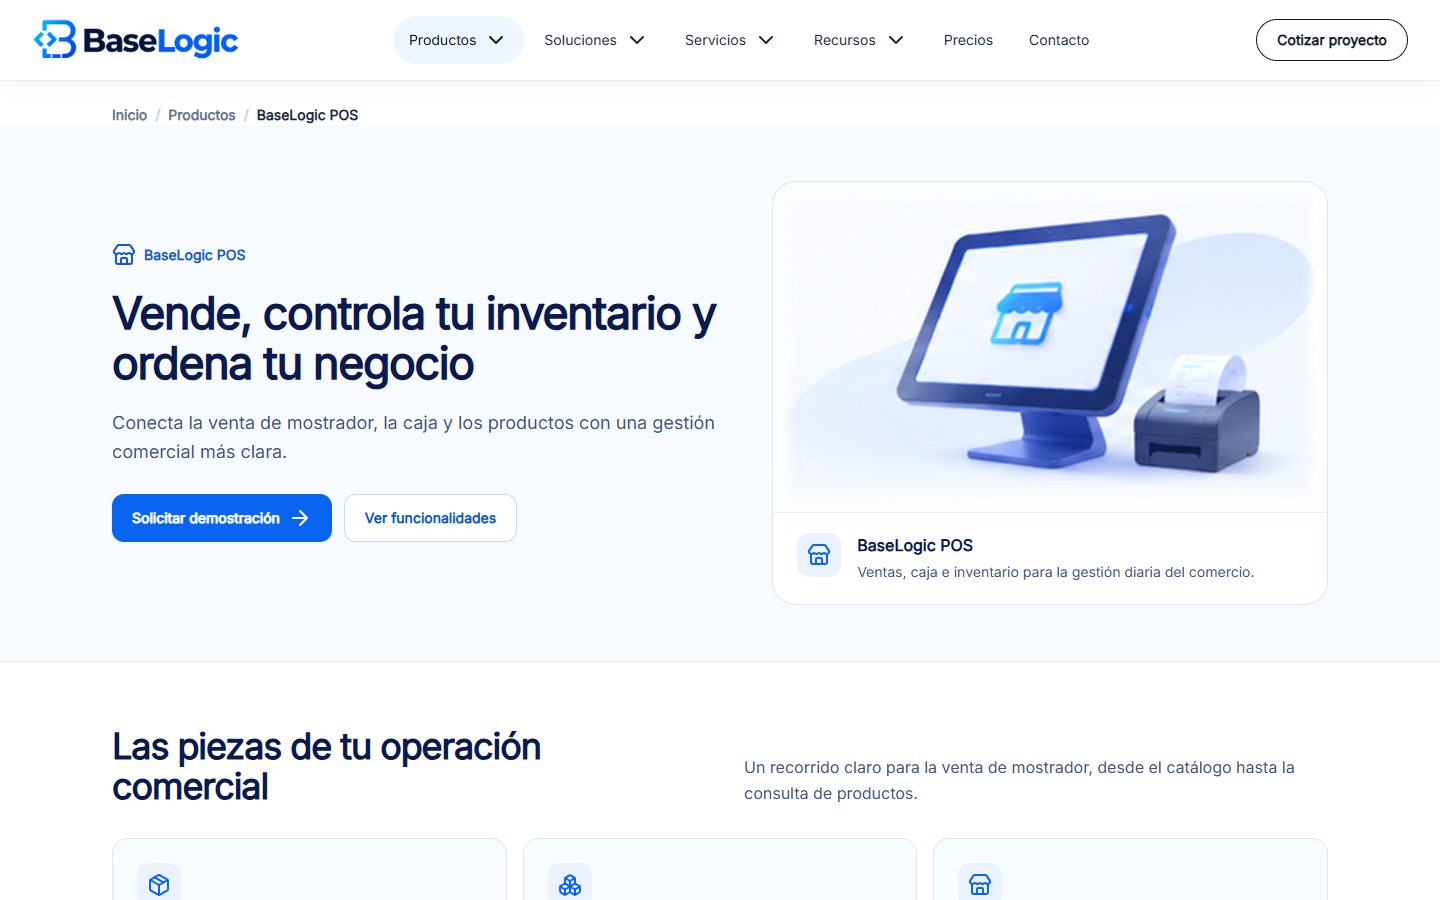 BaseLogic
Productos
Soluciones
Servicios
Recursos
Precios
Contacto
Cotizar proyecto
Inicio / Productos / BaseLogic POS
BaseLogic POS
Vende, controla tu inventario y
ordena tu negocio
Conecta la venta de mostrador, la caja y los productos con una gestión
comercial más clara.
Solicitar demostración
Ver funcionalidades
BaseLogic POS
Ventas, caja e inventario para la gestión diaria del comercio.
Las piezas de tu operación
comercial
Un recorrido claro para la venta de mostrador, desde el catálogo hasta la
consulta de productos.